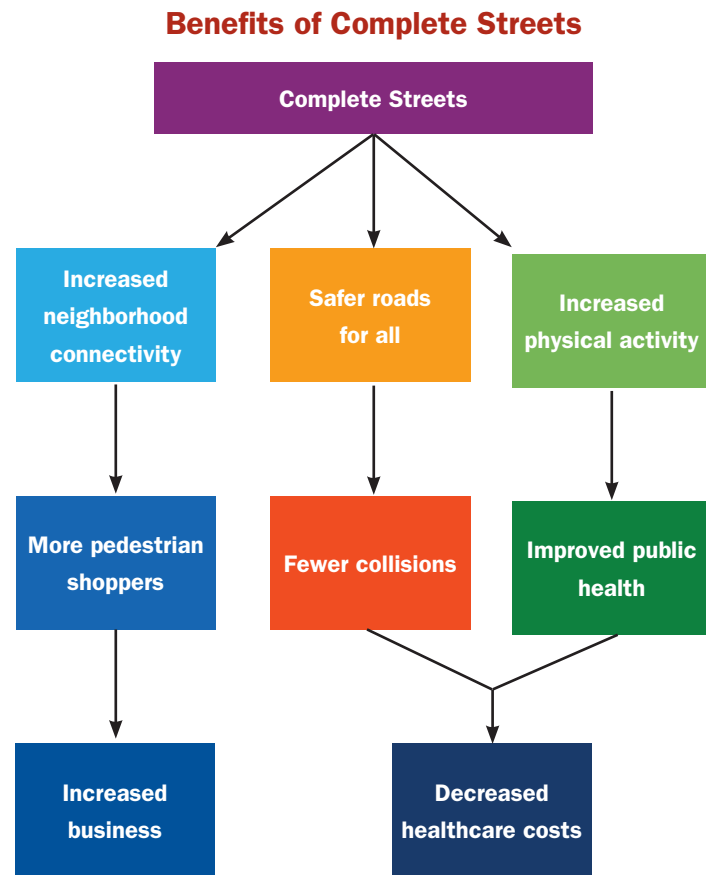 Benefits of Complete Streets
Complete Streets
Increased
neighborhood
connectivity
Safer roads
for all
Increased
physical activity
More pedestrian
shoppers
Fewer collisions
Improved public
health
Increased
business
Decreased
healthcare costs